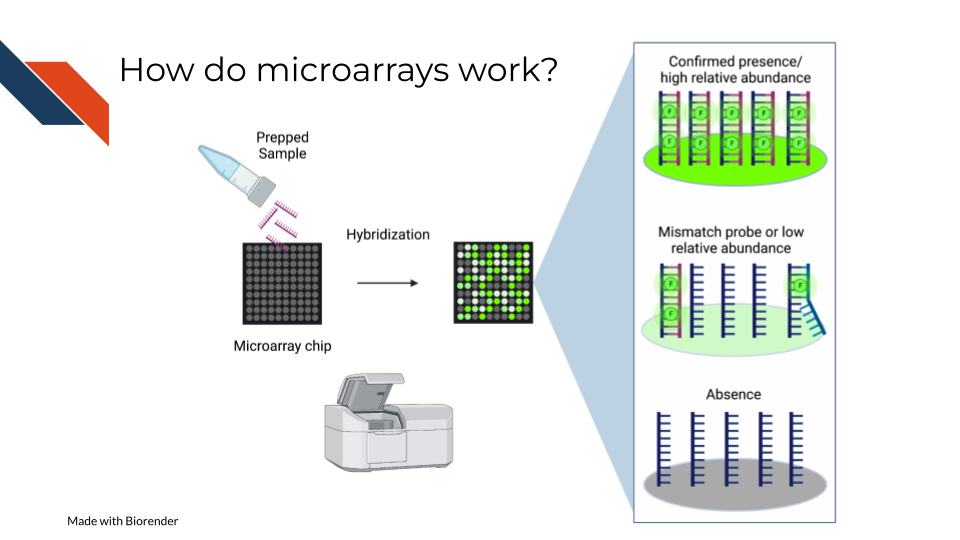 How do microarrays work?
Prepped
Sample
Hybridization
Microarray chip
Confirmed presence/
high relative abundance
F F F F F
F F F F F
Mismatch probe or low
relative abundance
F F
F
Absence
Made with Biorender